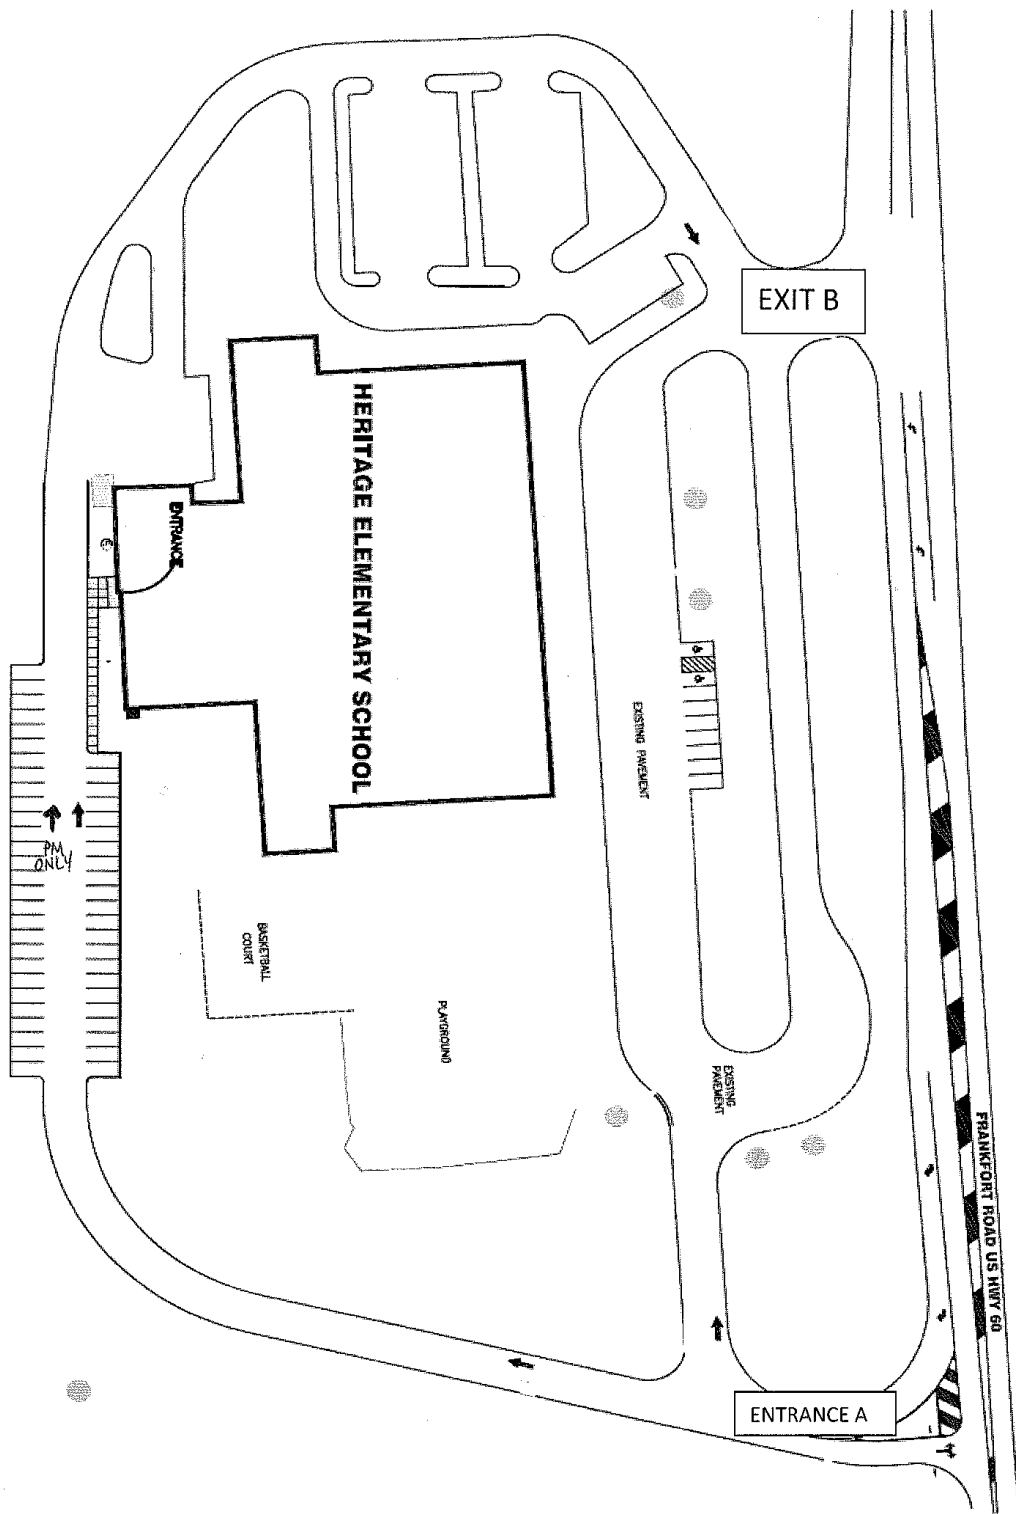 EXIT B
HERITAGE ELEMENTARY SCHOOL
ENTRANCE
EXISTING PAVEMENT
PM
ONLY
BASKETBALL
COURT
PLAYGROUND
EXISTING
PAVEMENT
FRANKFORT ROAD US HWY 60
ENTRANCE A